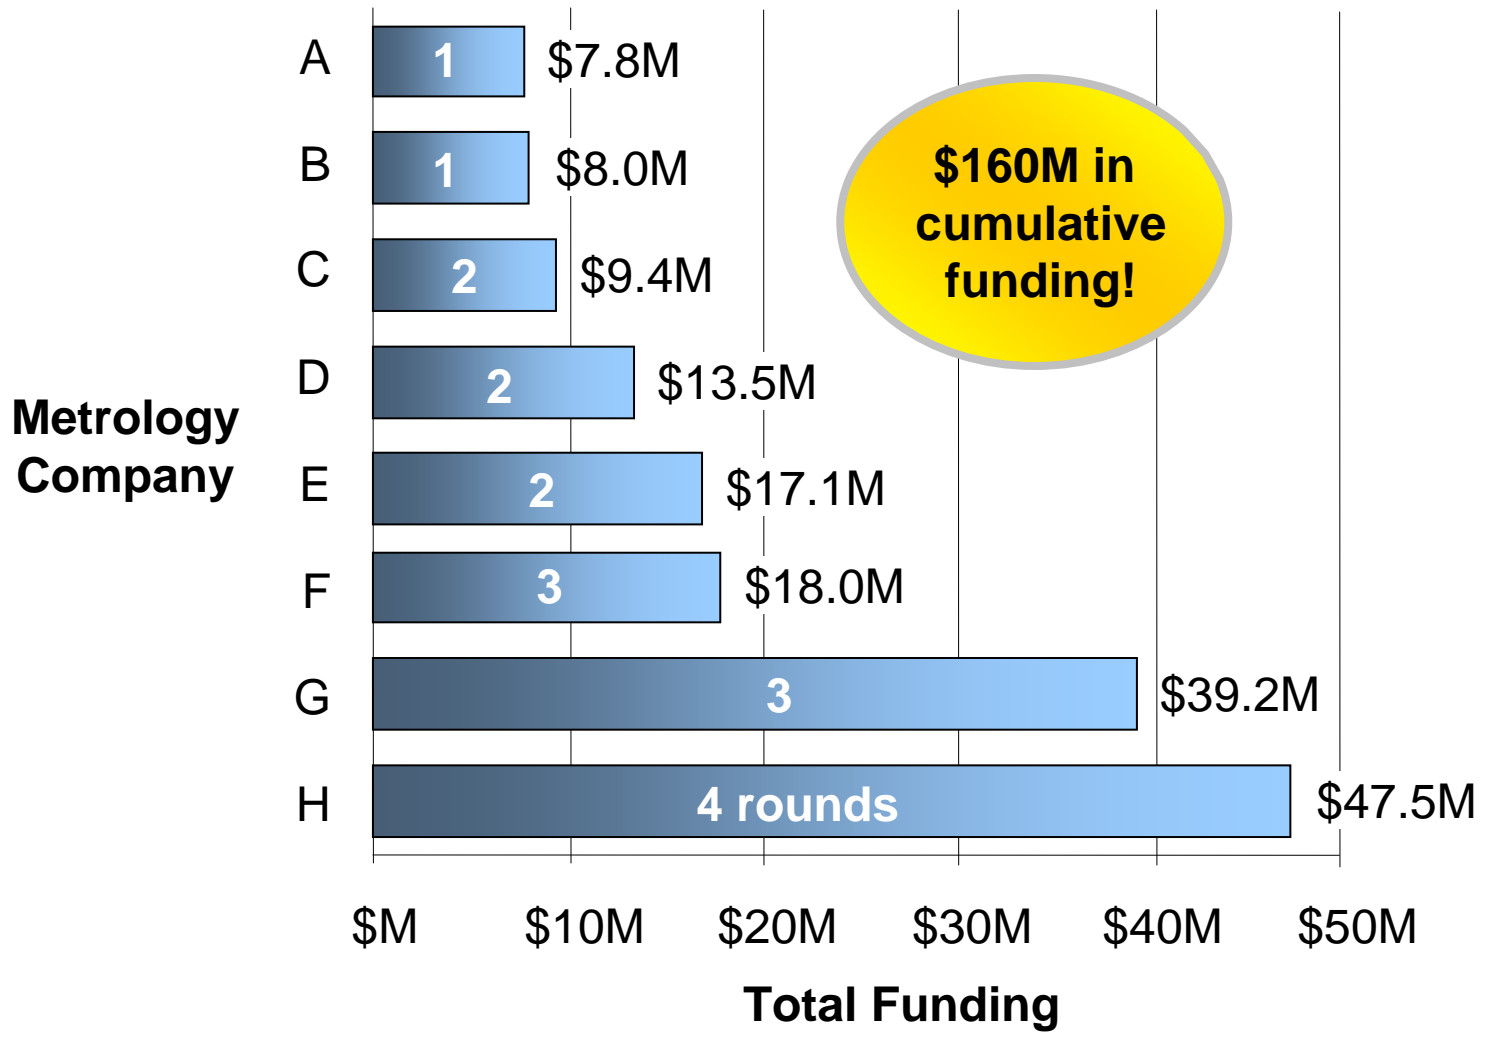 A
1
$7.8M
B
1
$8.0M
C
2
$9.4M
D
2
$13.5M
E
2
$17.1M
F
3
$18.0M
G
3
$39.2M
H
4 rounds
$47.5M
$160M in
cumulative
funding!
Metrology
Company
$M
$10M
$20M
$30M
$40M
$50M
Total Funding